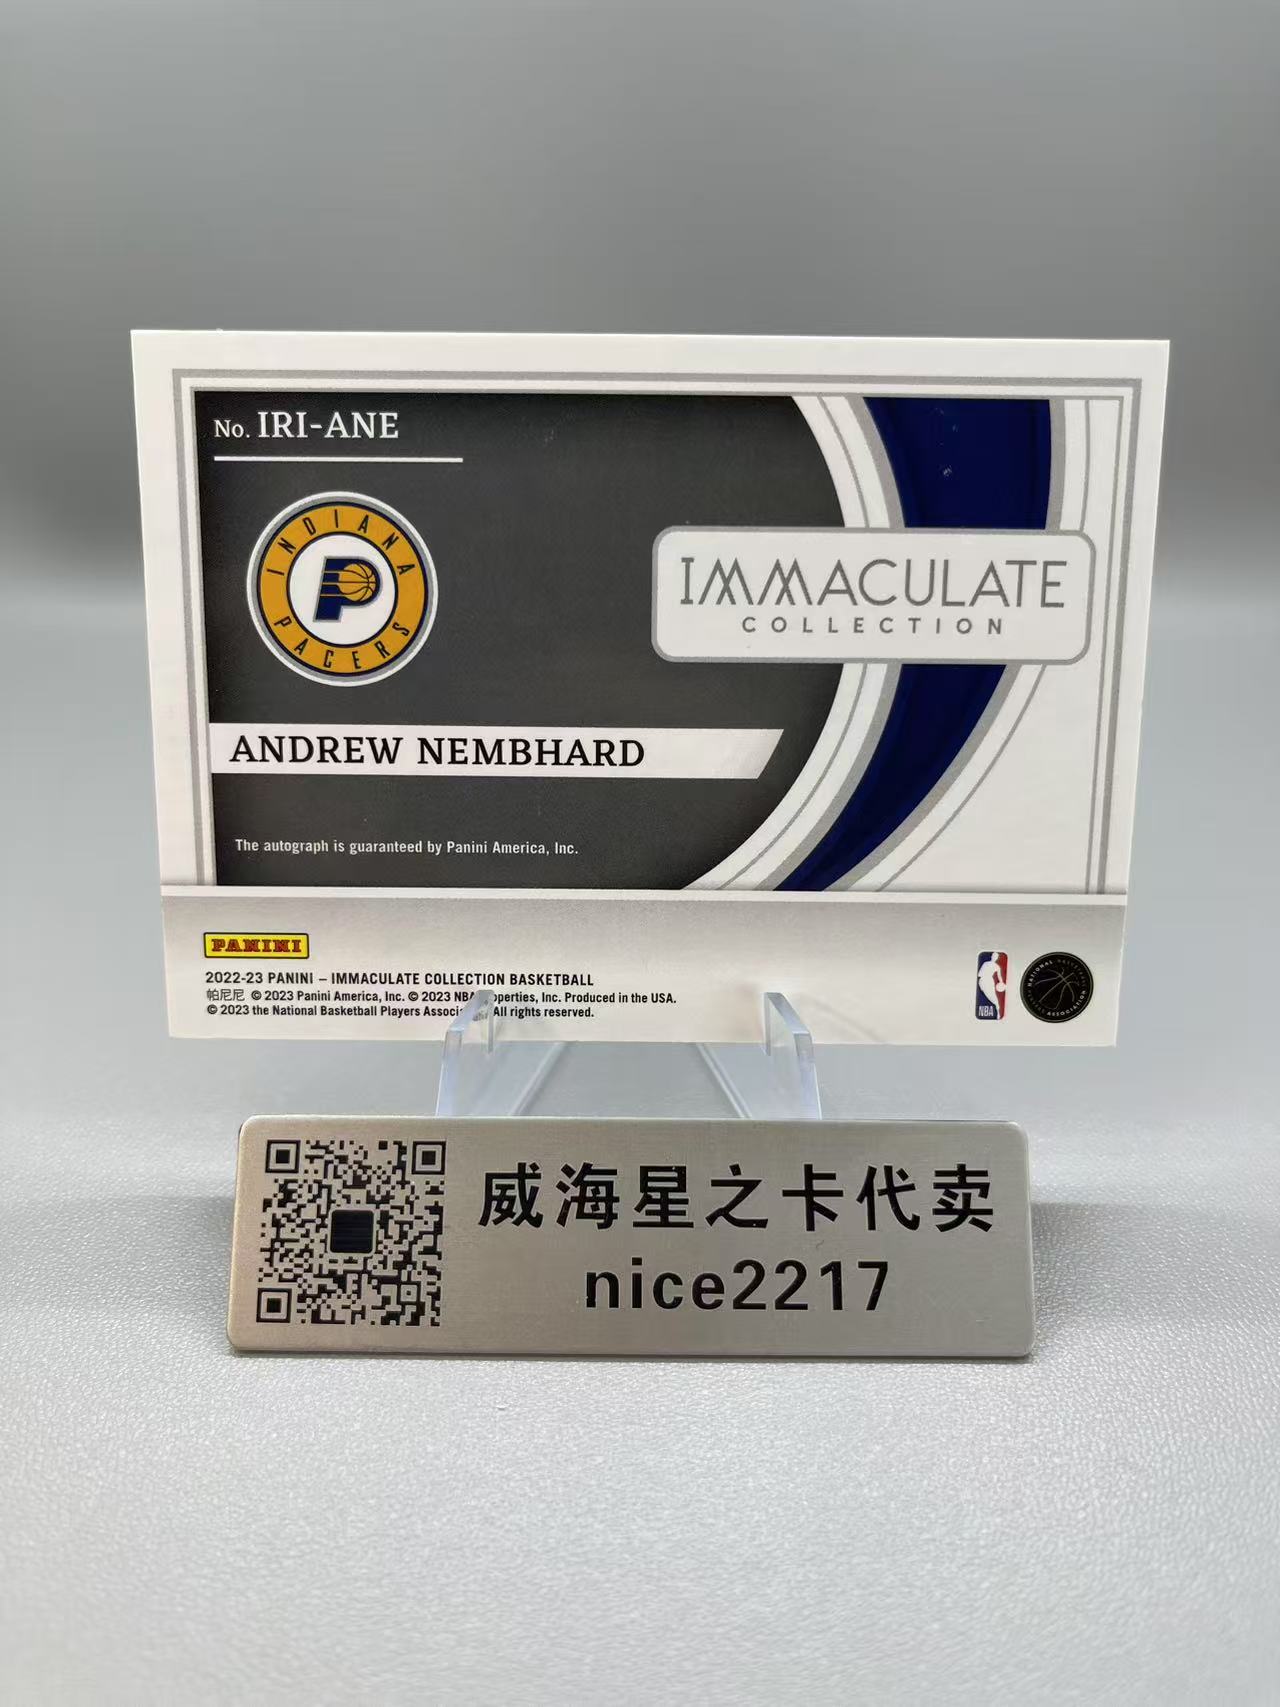 No. IRI-ANE
INDIANA
PACERS
P
IMMACULATE
COLLECTION
ANDREW NEMBHARD
The autograph is guaranteed by Panini America, Inc.
PANINI
2022-23 PANINI – IMMACULATE COLLECTION BASKETBALL
帕尼尼 © 2023 Panini America, Inc. © 2023 NBA Properties, Inc. Produced in the USA.
© 2023 the National Basketball Players Associa All rights reserved.
NBA
威海星之卡代卖
nice2217